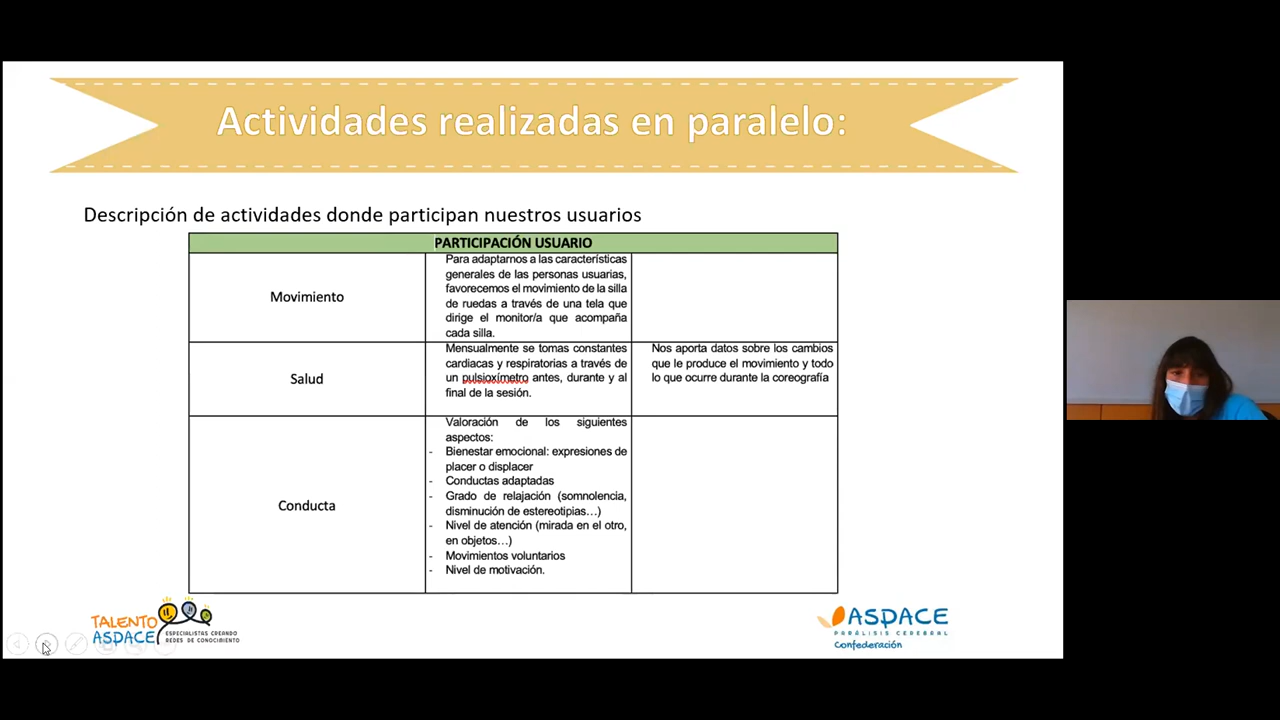 Actividades realizadas en paralelo:
Descripción de actividades donde participan nuestros usuarios
PARTICIPACIÓN USUARIO
Movimiento
Para adaptarnos a las características
generales de las personas usuarias,
favorecemos el movimiento de la silla
de ruedas a través de una tela que
dirige el monitor/a que acompaña
cada silla.
Salud
Mensualmente se tomas constantes
cardiacas y respiratorias a través de
un pulsioxímetro antes, durante y al
final de la sesión.
Nos aporta datos sobre los cambios
que le produce el movimiento y todo
lo que ocurre durante la coreografía
Conducta
Valoración de los siguientes
aspectos:
- Bienestar emocional: expresiones de
placer o displacer
- Conductas adaptadas
- Grado de relajación (somnolencia,
disminución de estereotipias…)
- Nivel de atención (mirada en el otro,
en objetos…)
- Movimientos voluntarios
- Nivel de motivación.
TALENTO
ASPACE
ESPECIALISTAS CREANDO
REDES DE CONOCIMIENTO
ASPACE
PARÁLISIS CEREBRAL
Confederación